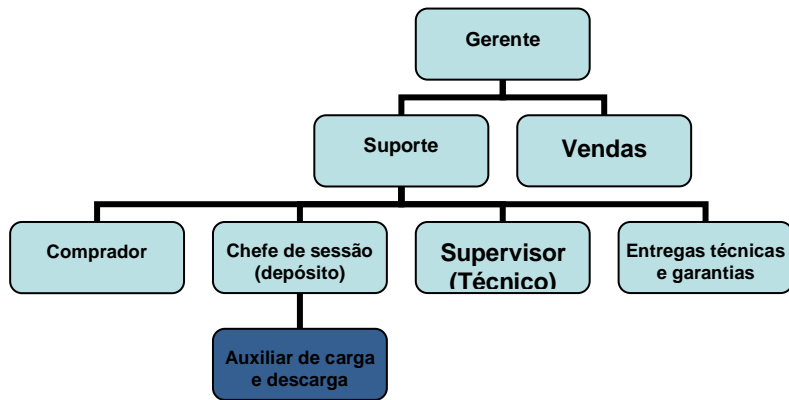 Gerente
Suporte
Vendas
Comprador
Chefe de sessão
(depósito)
Supervisor
(Técnico)
Entregas técnicas
e garantias
Auxiliar de carga
e descarga